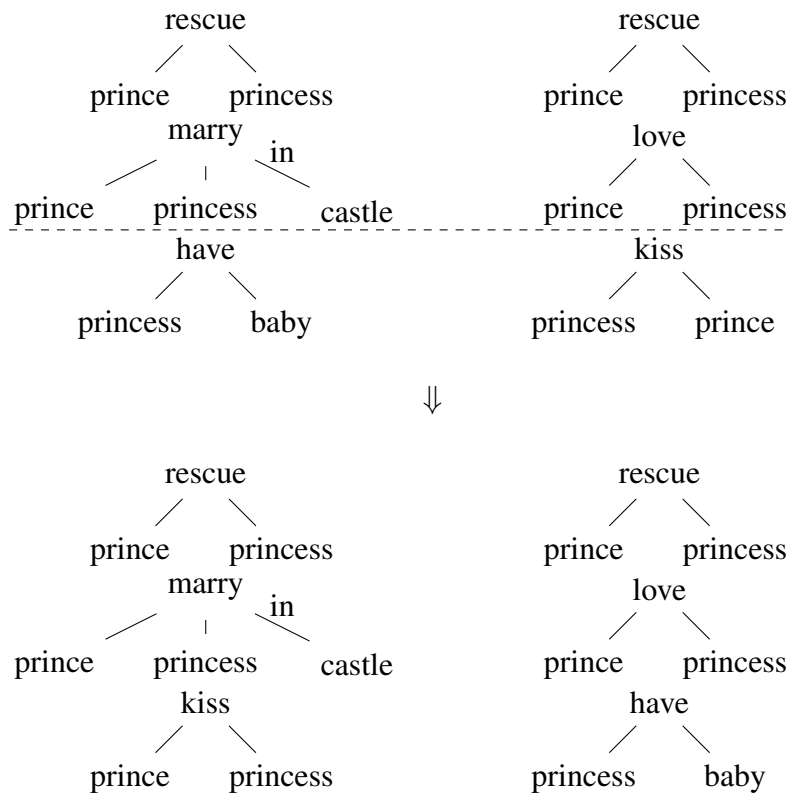 rescue rescue
prince princess prince princess
marry in love
prince princess castle prince princess
have kiss
princess baby princess prince
⇓
rescue rescue
prince princess prince princess
marry in love
prince princess castle prince princess
kiss have
prince princess princess baby